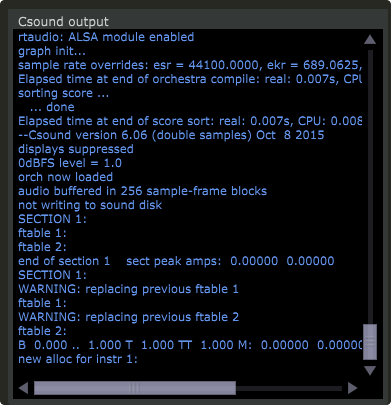 Csound output
rtaudio: ALSA module enabled
graph init...
sample rate overrides: esr = 44100.0000, ekr = 689.0625,
Elapsed time at end of orchestra compile: real: 0.007s, CPU
sorting score ...
... done
Elapsed time at end of score sort: real: 0.007s, CPU: 0.008
--Csound version 6.06 (double samples) Oct  8 2015
displays suppressed
0dBFS level = 1.0
orch now loaded
audio buffered in 256 sample-frame blocks
not writing to sound disk
SECTION 1:
ftable 1:
ftable 2:
end of section 1    sect peak amps:  0.00000  0.00000
SECTION 1:
WARNING: replacing previous ftable 1
ftable 1:
WARNING: replacing previous ftable 2
ftable 2:
B  0.000 ..  1.000 T  1.000 TT  1.000 M:  0.00000  0.00000
new alloc for instr 1: